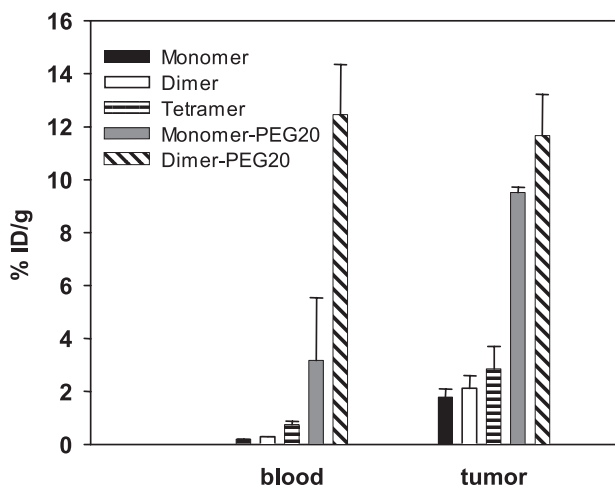 16
14
12
10
8
6
4
2
0
% ID/g
Monomer
Dimer
Tetramer
Monomer-PEG20
Dimer-PEG20
blood tumor